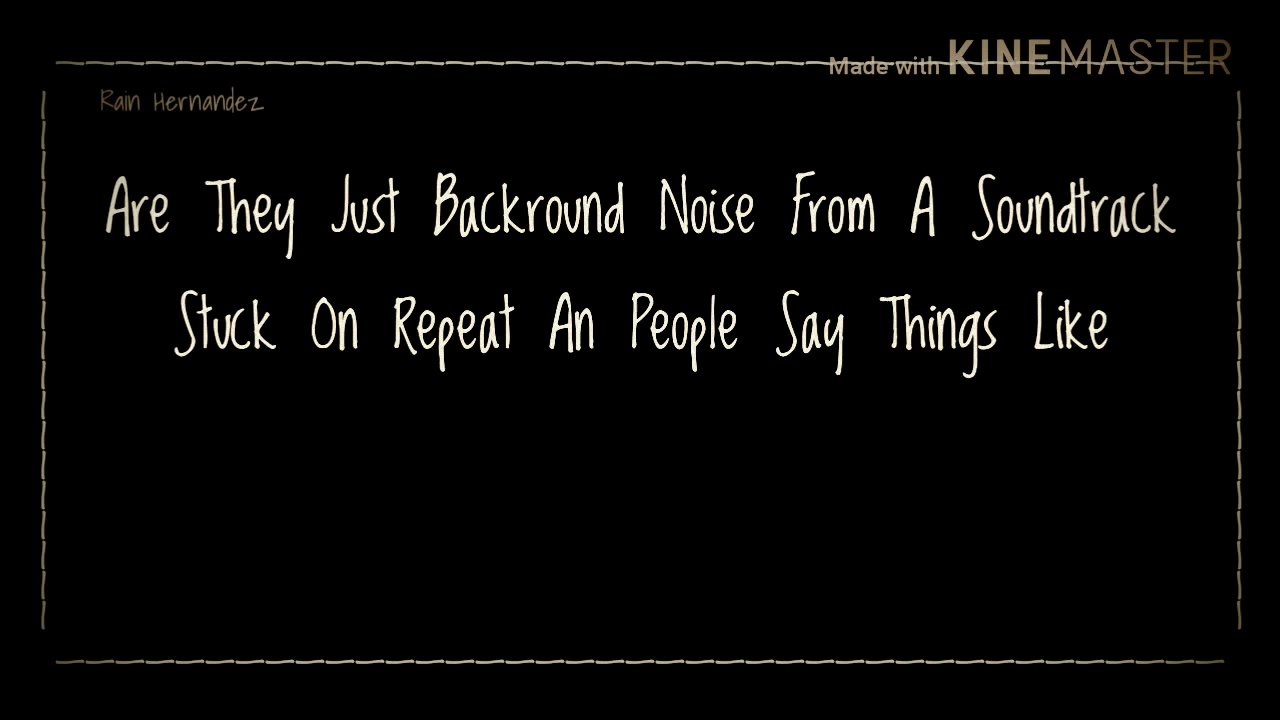 Made with KINEMASTER
Rain Hernandez
Are They Just Backround Noise From A Soundtrack
Stuck On Repeat An People Say Things Like